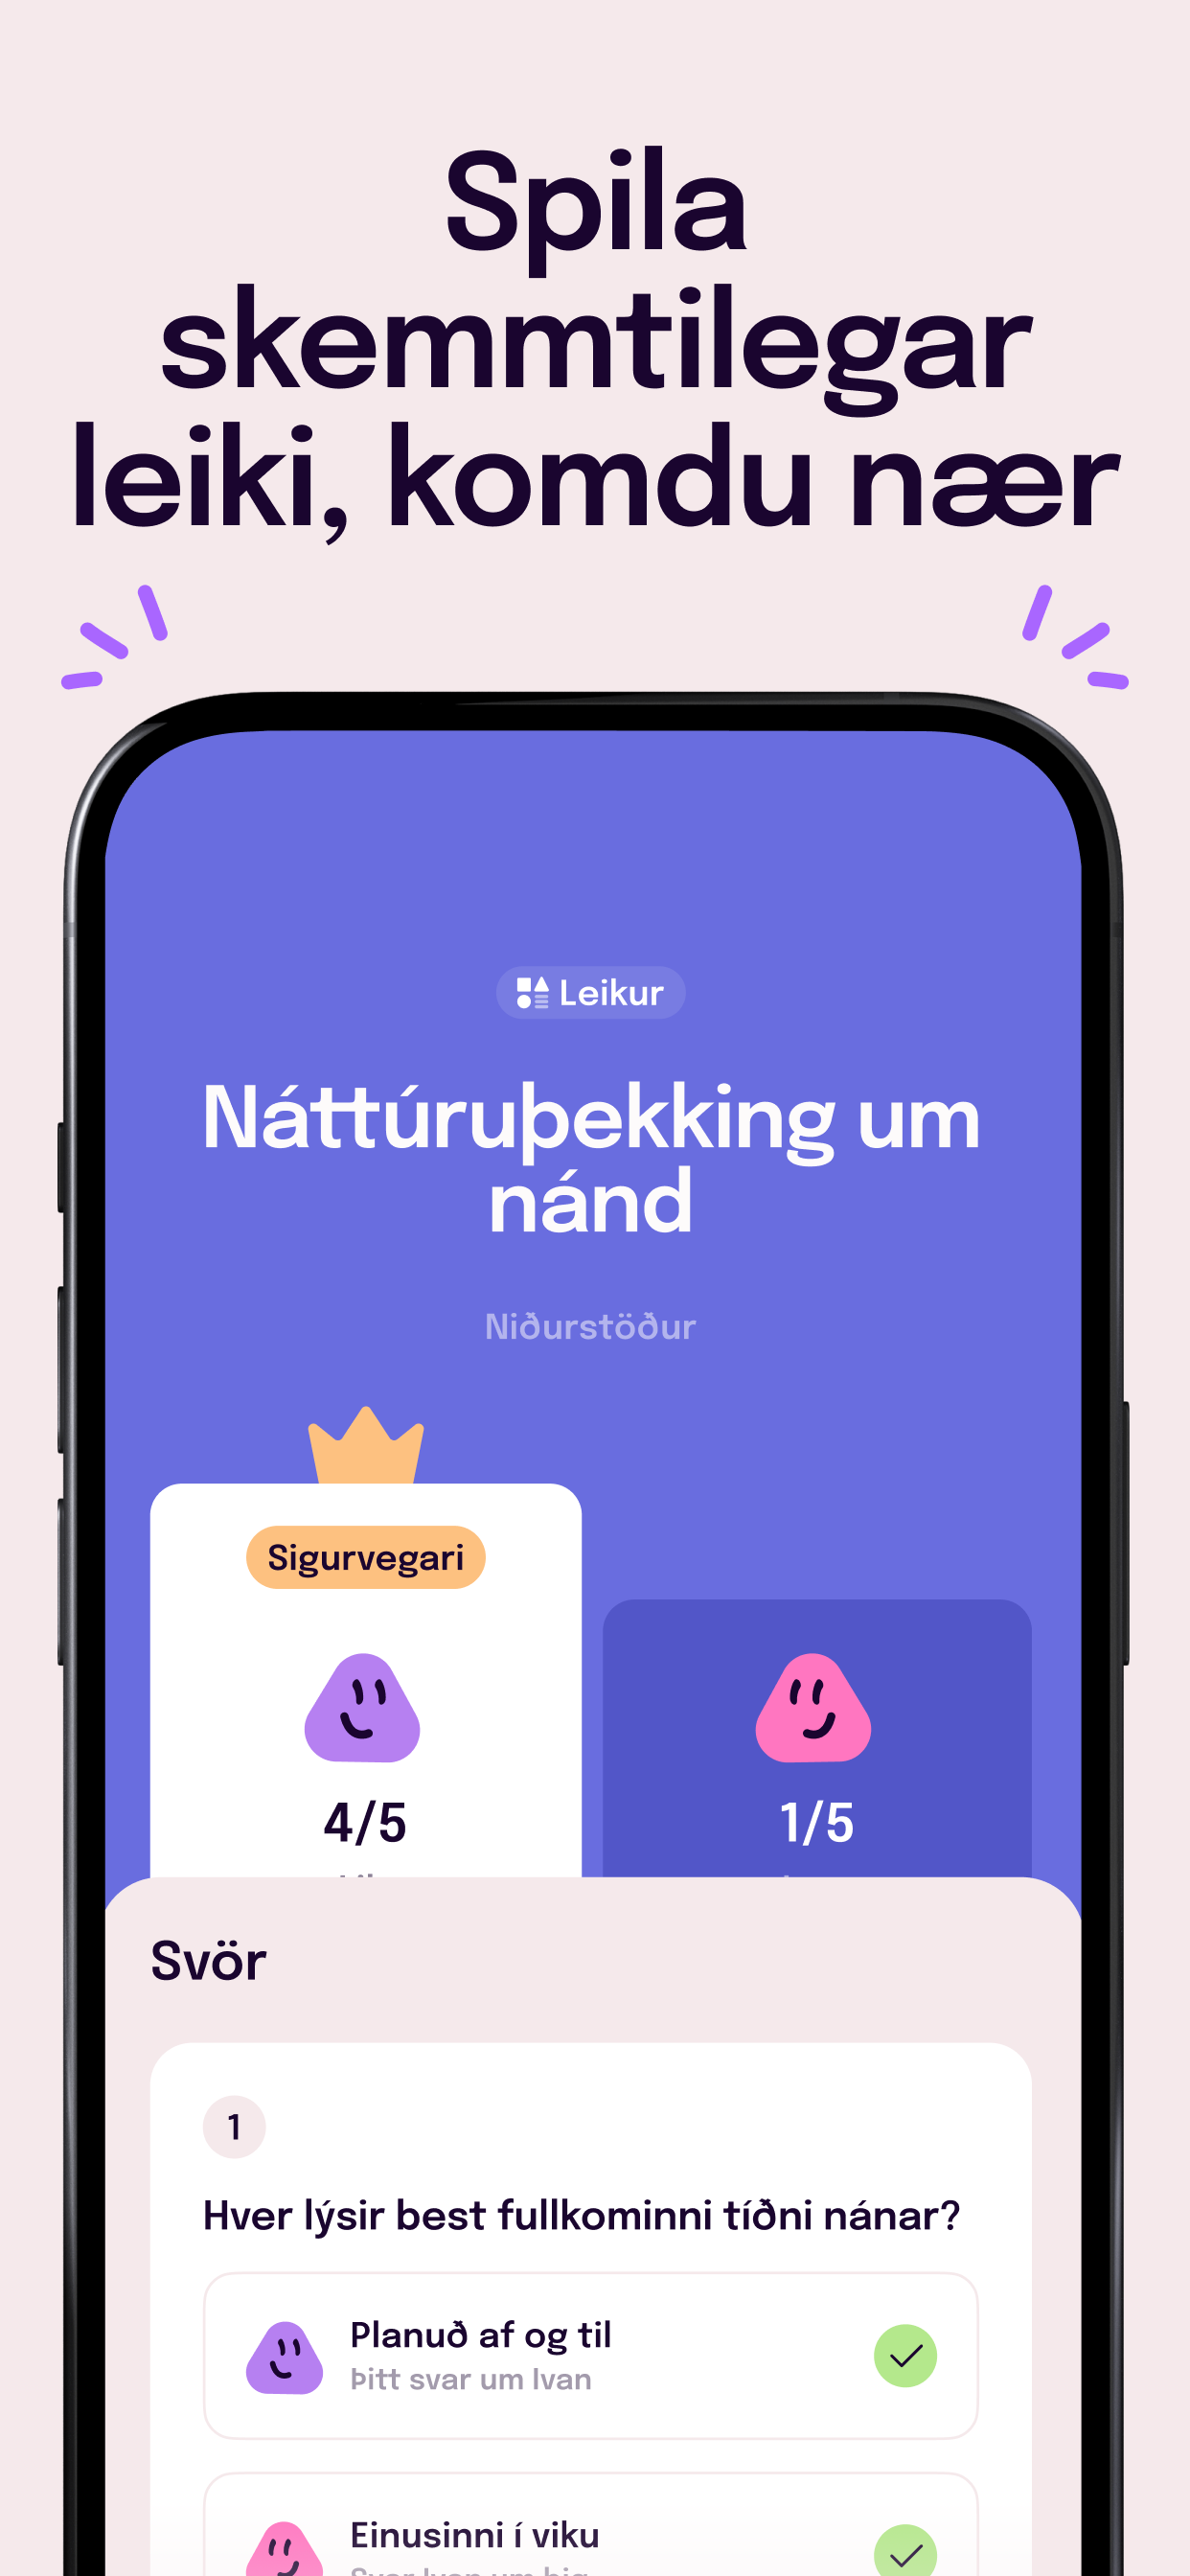 Spila
skemmtilegar
leiki, komdu nær
Leikur
Náttúruþekking um
nánd
Niðurstöður
Sigurvegari
4/5
1/5
Svör
1
Hver lýsir best fullkominni tíðni nánar?
Planuð af og til
Þitt svar um Ivan
Einusinni í viku